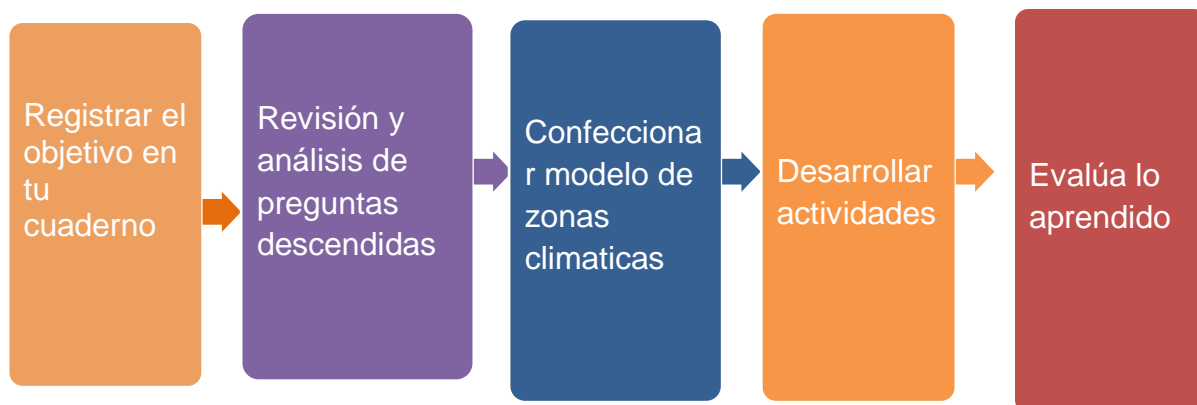 Registrar el
objetivo en
tu
cuaderno
Revisión y
análisis de
preguntas
descendidas
Confecciona
r modelo de
zonas
climaticas
Desarrollar
actividades
Evalúa lo
aprendido